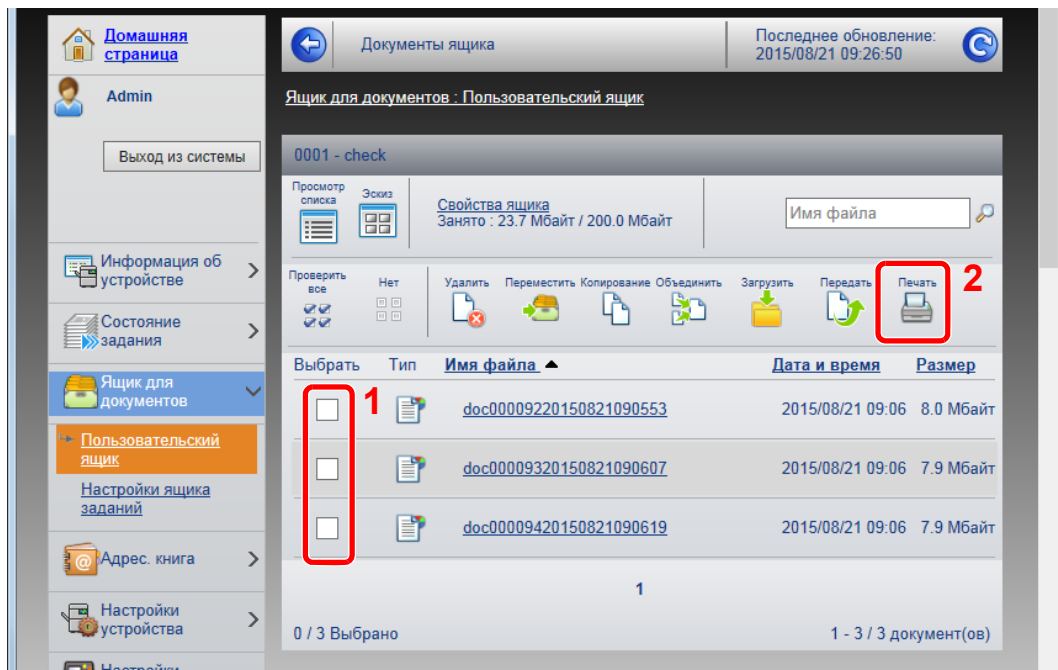 Домашняя
страница
Admin
Выход из системы
Информация об
устройстве
Состояние
задания
Ящик для
документов
Пользовательский
ящик
Настройки ящика
заданий
Адрес. книга
Настройки
устройства
Настройки
Документы ящика
Последнее обновление:
2015/08/21 09:26:50
Ящик для документов : Пользовательский ящик
0001 - check
Просмотр
списка
Эскиз
Свойства ящика
Занято : 23.7 Мбайт / 200.0 Мбайт
Имя файла
Проверить
все
Нет
Удалить
Переместить
Копирование
Объединить
Загрузить
Передать
Печать
2
Выбрать Тип Имя файла Дата и время Размер
1
doc00009220150821090553 2015/08/21 09:06 8.0 Мбайт
doc00009320150821090607 2015/08/21 09:06 7.9 Мбайт
doc00009420150821090619 2015/08/21 09:06 7.9 Мбайт
1
0 / 3 Выбрано 1 - 3 / 3 документ(ов)